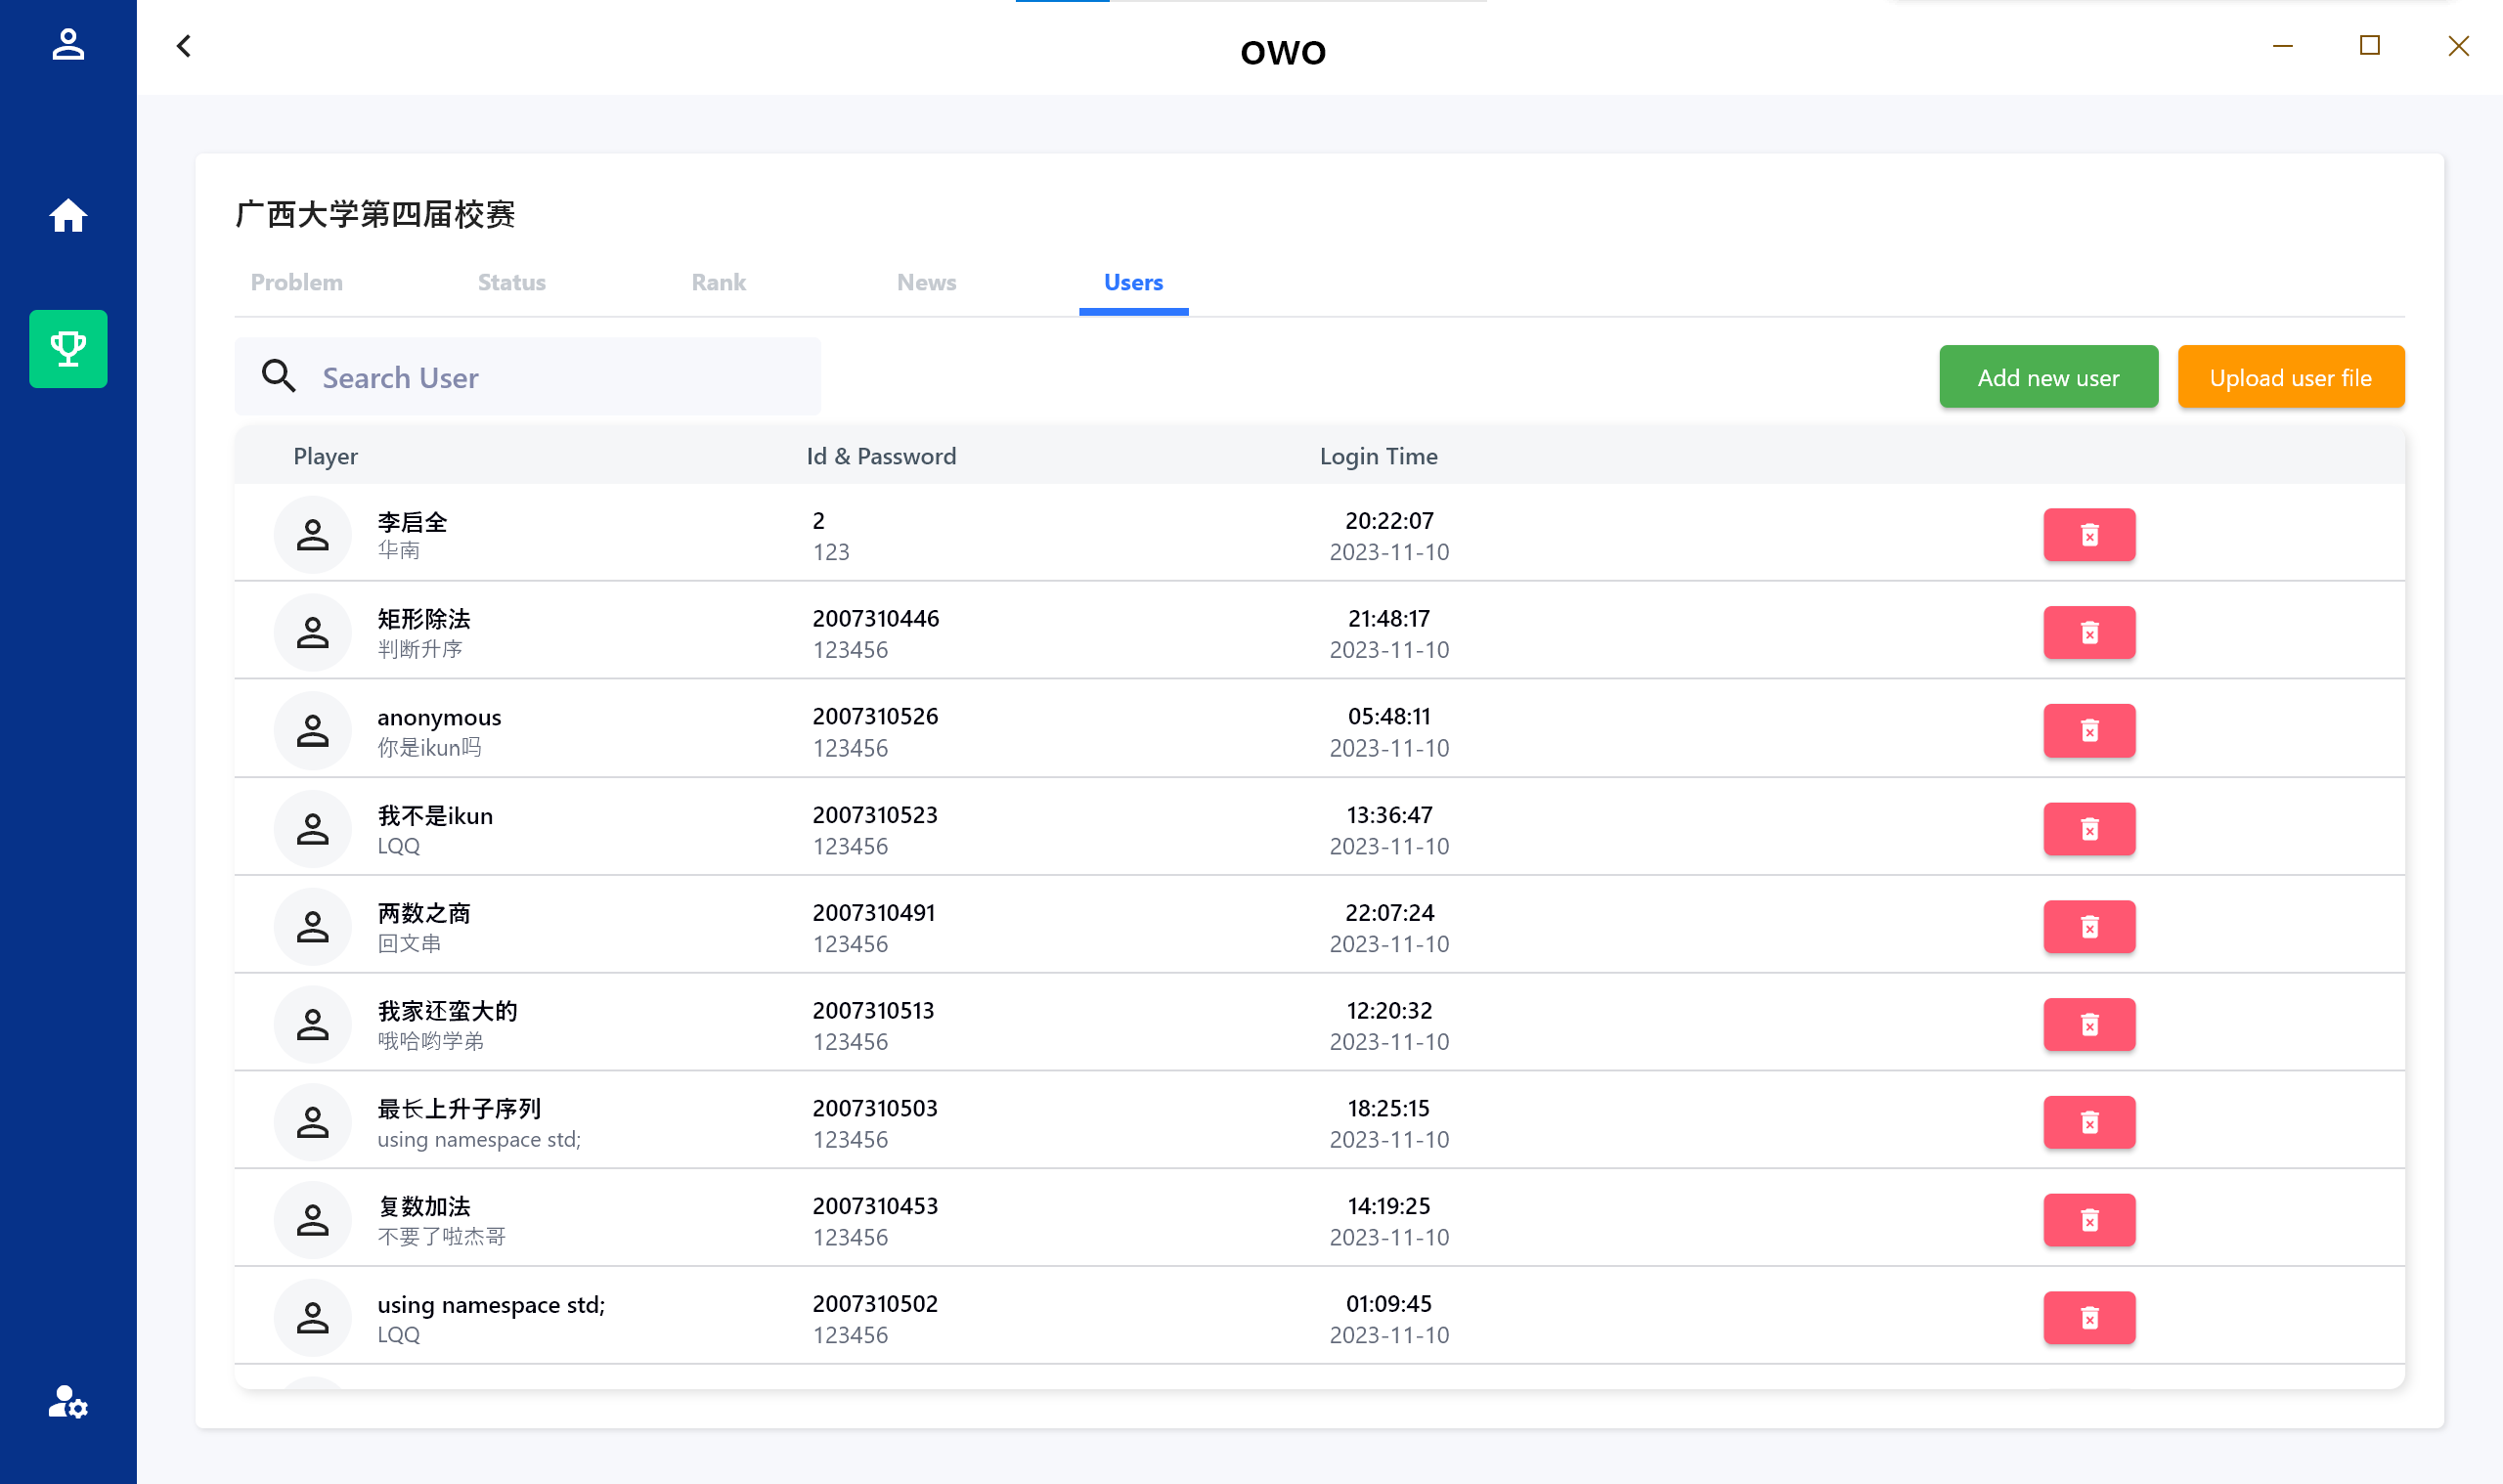 OWO
广西大学第四届校赛
Problem Status Rank News Users
Search User
Add new user Upload user file
Player Id & Password Login Time
李启全 2 20:22:07
华南 123 2023-11-10
矩形除法 2007310446 21:48:17
判断升序 123456 2023-11-10
anonymous 2007310526 05:48:11
你是ikun吗 123456 2023-11-10
我不是ikun 2007310523 13:36:47
LQQ 123456 2023-11-10
两数之商 2007310491 22:07:24
回文串 123456 2023-11-10
我家还蛮大的 2007310513 12:20:32
哦哈哟学弟 123456 2023-11-10
最长上升子序列 2007310503 18:25:15
using namespace std; 123456 2023-11-10
复数加法 2007310453 14:19:25
不要了啦杰哥 123456 2023-11-10
using namespace std; 2007310502 01:09:45
LQQ 123456 2023-11-10